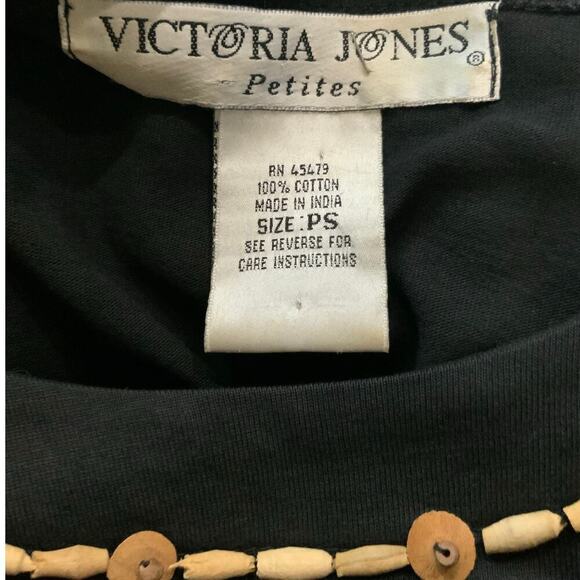 VICTORIA JONES ®
Petites
RN 45479
100% COTTON
MADE IN INDIA
SIZE:PS
SEE REVERSE FOR
CARE INSTRUCTIONS